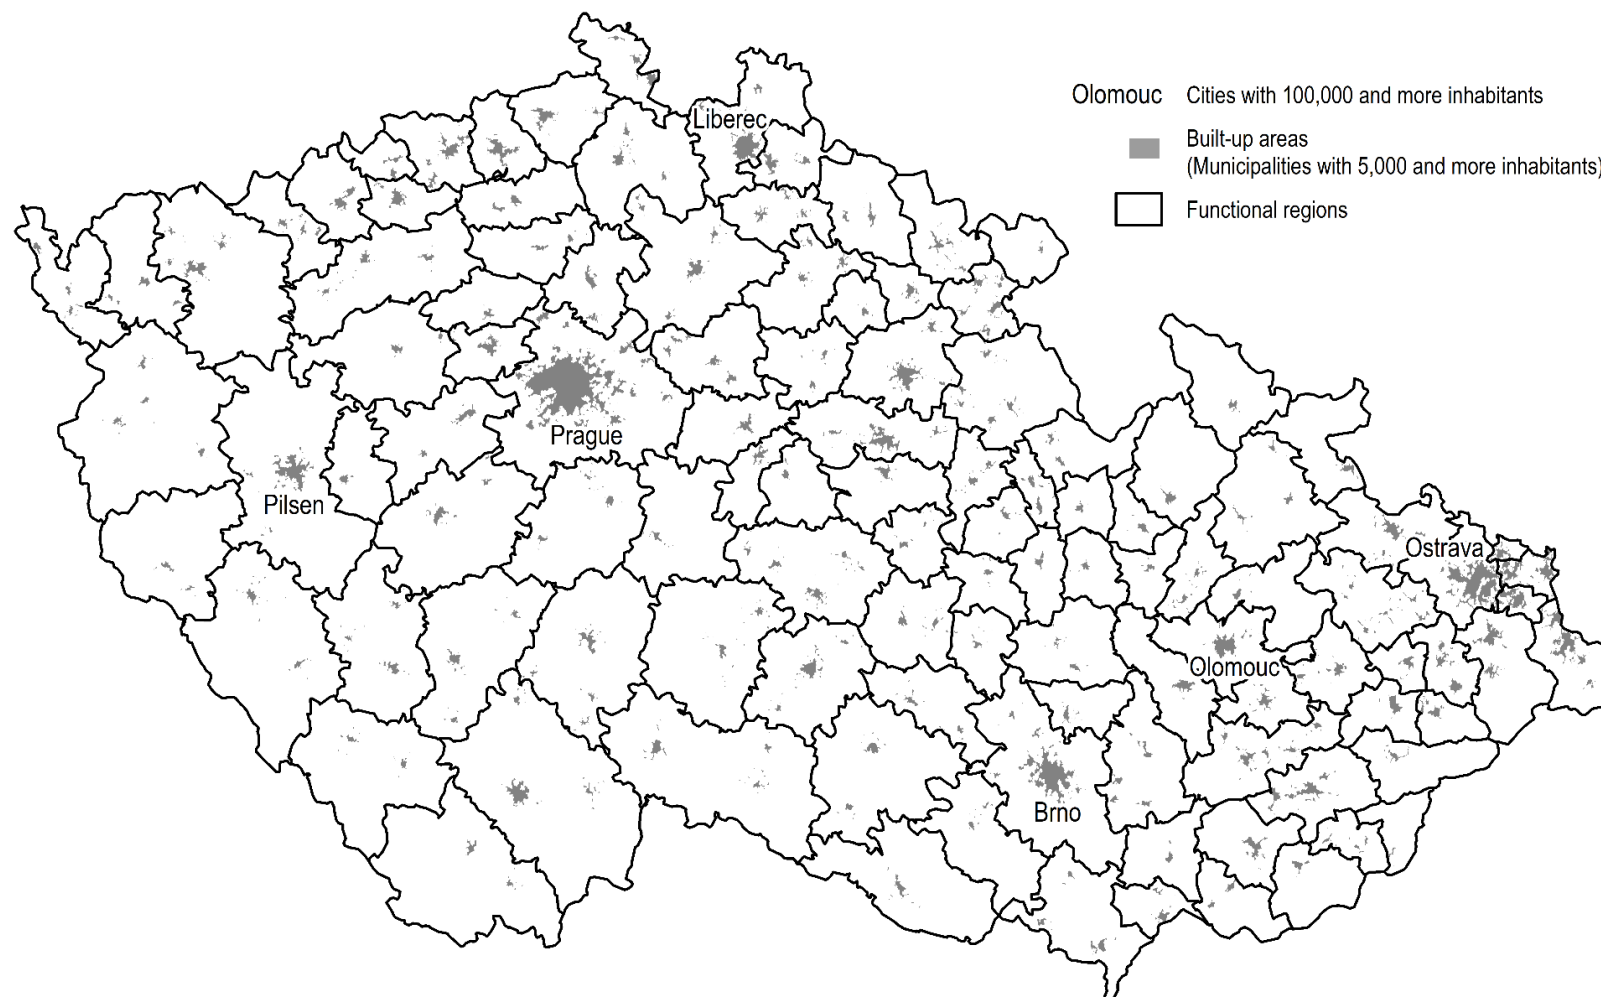 Olomouc Cities with 100,000 and more inhabitants
Liberec
Built-up areas
(Municipalities with 5,000 and more inhabitants)
Functional regions
Prague
Pilsen
Ostrava
Olomouc
Brno